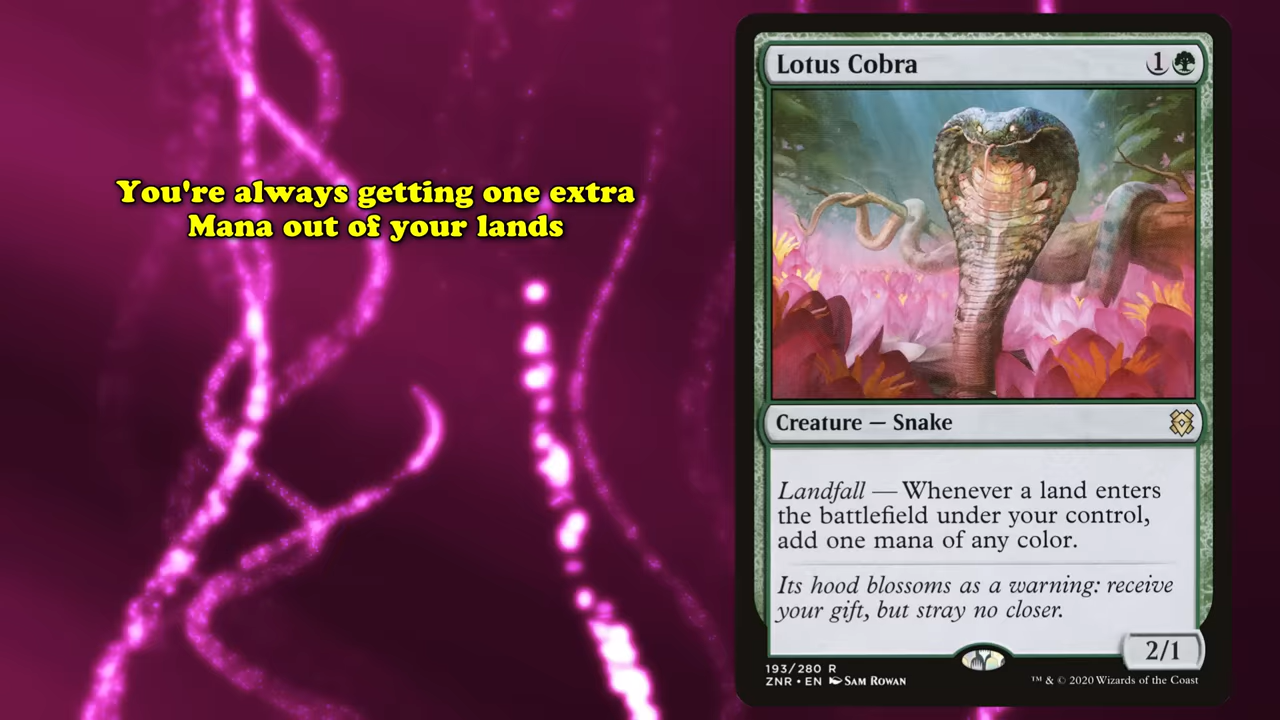 You're always getting one extra
Mana out of your lands
Lotus Cobra
1
Creature — Snake
Landfall — Whenever a land enters
the battlefield under your control,
add one mana of any color.
Its hood blossoms as a warning: receive
your gift, but stray no closer.
2/1
193/280 R
ZNR • EN Sam Rowan
™ & © 2020 Wizards of the Coast